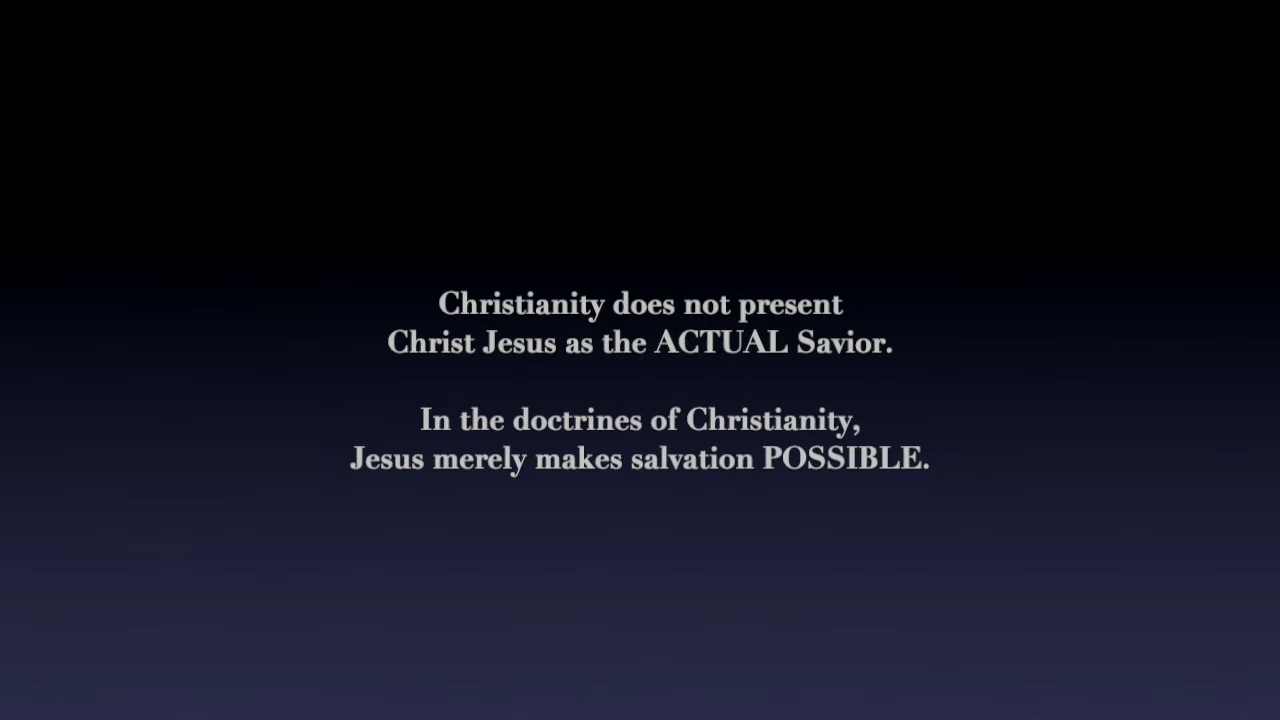 Christianity does not present
Christ Jesus as the ACTUAL Savior.
In the doctrines of Christianity,
Jesus merely makes salvation POSSIBLE.